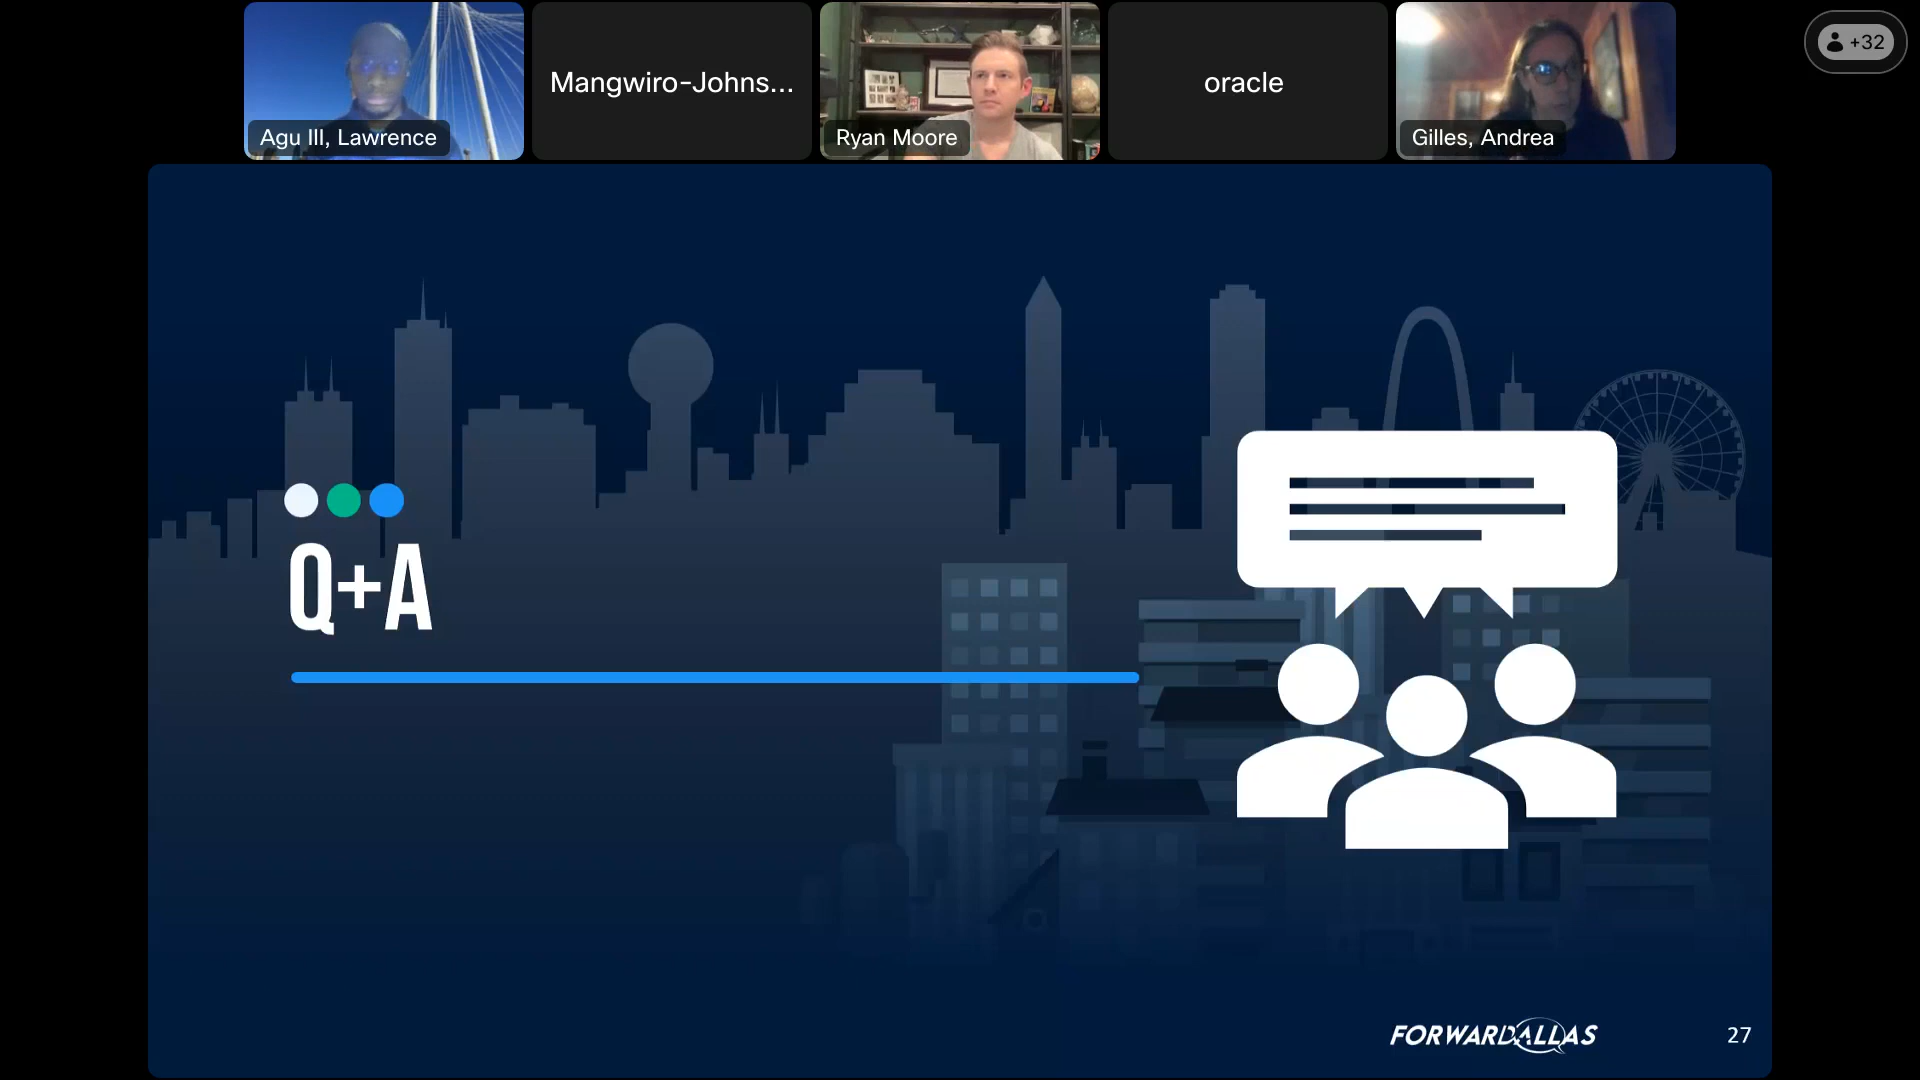 Agu III, Lawrence
Mangwiro-Johns...
Ryan Moore
oracle
Gilles, Andrea
+32
Q+A
FORWARDALLAS
27